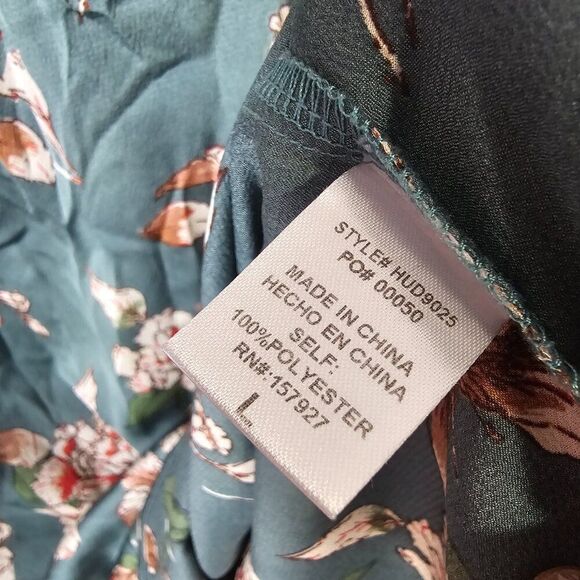 STYLE# HUD9025
PO# 00050
MADE IN CHINA
HECHO EN CHINA
SELF:
100%POLYESTER
RN#:157927
L